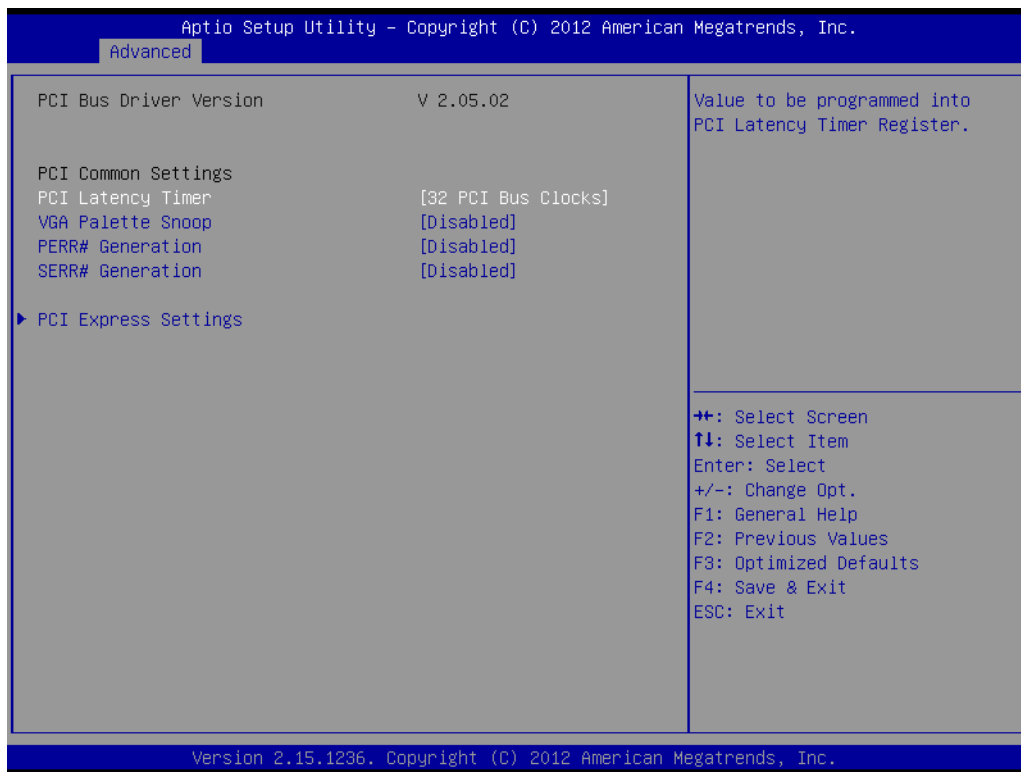 Aptio Setup Utility – Copyright (C) 2012 American Megatrends, Inc.
Advanced
PCI Bus Driver Version V 2.05.02
PCI Common Settings
PCI Latency Timer [32 PCI Bus Clocks]
VGA Palette Snoop [Disabled]
PERR# Generation [Disabled]
SERR# Generation [Disabled]
▶ PCI Express Settings
Value to be programmed into
PCI Latency Timer Register.
→←: Select Screen
↑↓: Select Item
Enter: Select
+/-: Change Opt.
F1: General Help
F2: Previous Values
F3: Optimized Defaults
F4: Save & Exit
ESC: Exit
Version 2.15.1236. Copyright (C) 2012 American Megatrends, Inc.